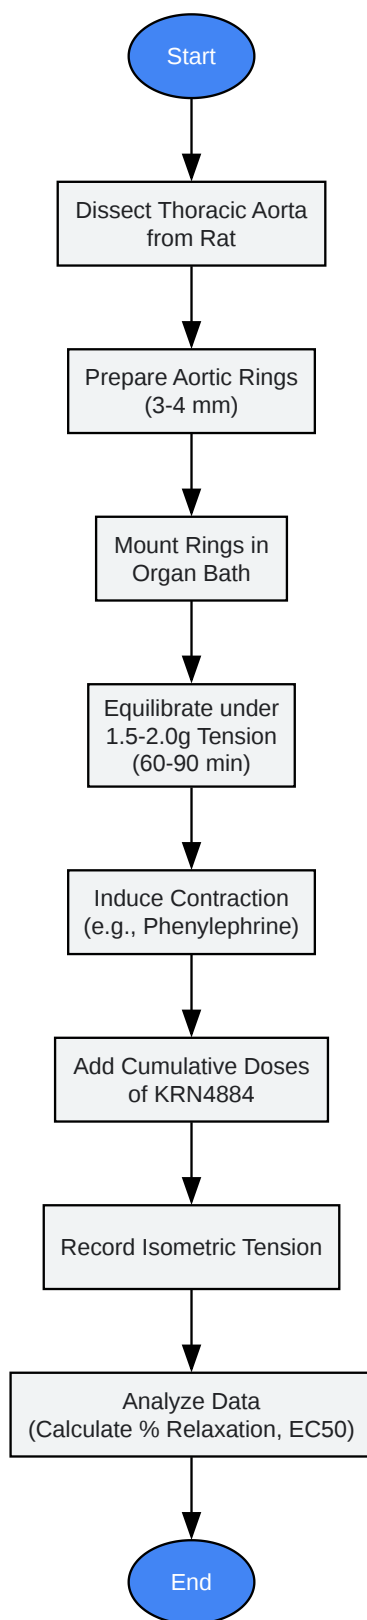 Start
Dissect Thoracic Aorta
from Rat
Prepare Aortic Rings
(3-4 mm)
Mount Rings in
Organ Bath
Equilibrate under
1.5-2.0g Tension
(60-90 min)
Induce Contraction
(e.g., Phenylephrine)
Add Cumulative Doses
of KRN4884
Record Isometric Tension
Analyze Data
(Calculate % Relaxation, EC50)
End